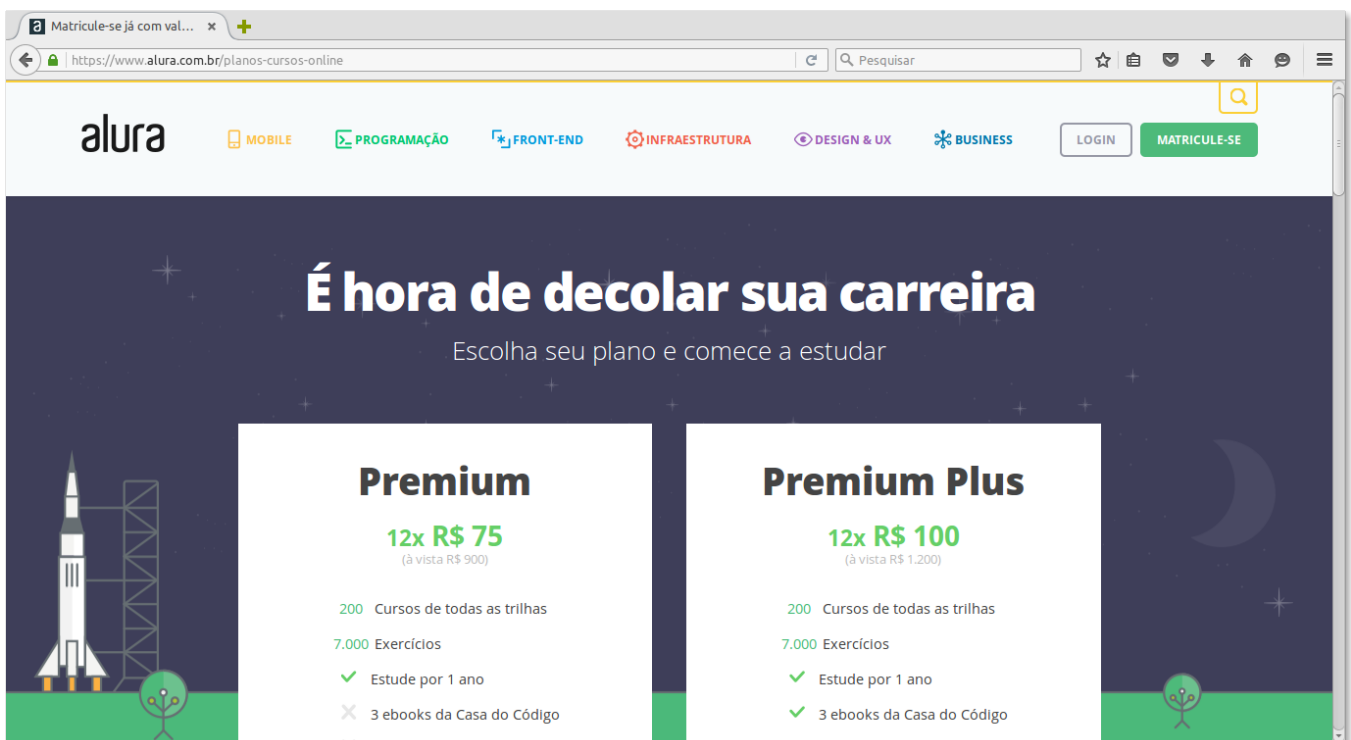 Matricule-se já com val...
https://www.alura.com.br/planos-cursos-online
Pesquisar
alura
MOBILE
PROGRAMAÇÃO
FRONT-END
INFRAESTRUTURA
DESIGN & UX
BUSINESS
LOGIN
MATRICULE-SE
É hora de decolar sua carreira
Escolha seu plano e comece a estudar
Premium
12x R$ 75
(à vista R$ 900)
200 Cursos de todas as trilhas
7.000 Exercícios
Estude por 1 ano
3 ebooks da Casa do Código
Premium Plus
12x R$ 100
(à vista R$ 1.200)
200 Cursos de todas as trilhas
7.000 Exercícios
Estude por 1 ano
3 ebooks da Casa do Código